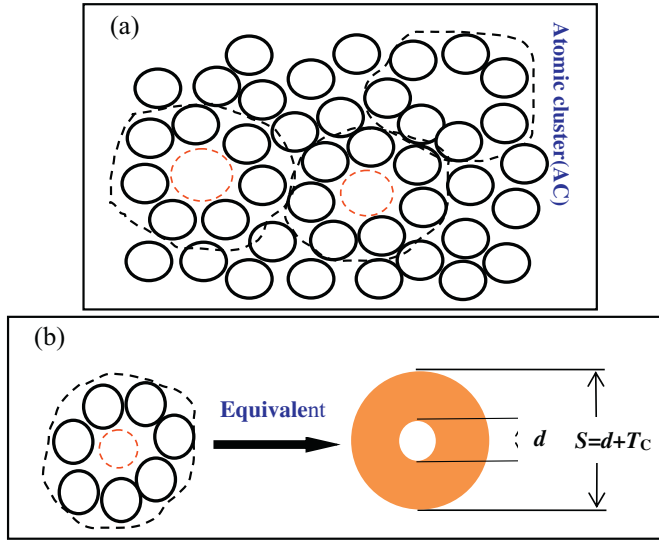 (a)
Atomic cluster(AC)
(b)
Equivalent
d
S=d+TC